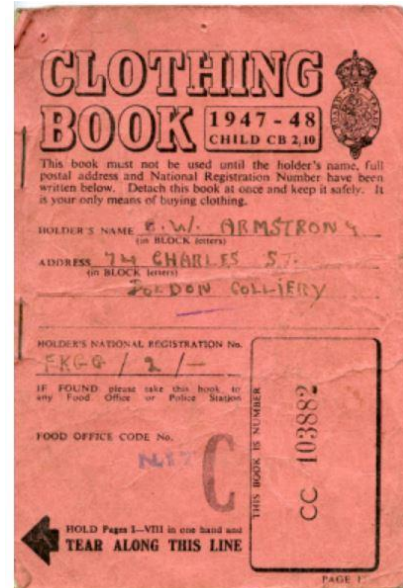 CLOTHING
BOOK
1947-48
CHILD CB 2,10
This book must not be used until the holder's name, full
postal address and National Registration Number have been
written below. Detach this book at once and keep it safely. It
is your only means of buying clothing.
HOLDER'S NAME E.W. ARMSTRONG
(in BLOCK letters)
ADDRESS 74 CHARLES ST.
(in BLOCK letters)
BOLDON COLLIERY
HOLDER'S NATIONAL REGISTRATION No.
FKGG / 2 / —
IF FOUND please take this book to
any Food Office or Police Station
FOOD OFFICE CODE No.
C
THIS BOOK IS NUMBER
CC 103882
HOLD Pages I—VIII in one hand and
TEAR ALONG THIS LINE
PAGE I